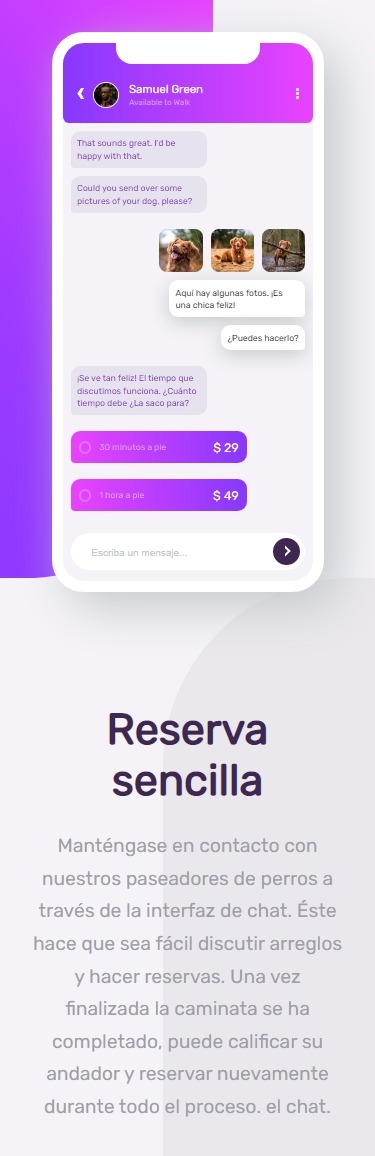 Samuel Green
Available to Walk
That sounds great. I'd be
happy with that.
Could you send over some
pictures of your dog, please?
Aquí hay algunas fotos. ¡Es
una chica feliz!
¿Puedes hacerlo?
¡Se ve tan feliz! El tiempo que
discutimos funciona. ¿Cuánto
tiempo debe ¿La saco para?
30 minutos a pie
$ 29
1 hora a pie
$ 49
Escriba un mensaje...
Reserva
sencilla
Manténgase en contacto con
nuestros paseadores de perros a
través de la interfaz de chat. Éste
hace que sea fácil discutir arreglos
y hacer reservas. Una vez
finalizada la caminata se ha
completado, puede calificar su
andador y reservar nuevamente
durante todo el proceso. el chat.